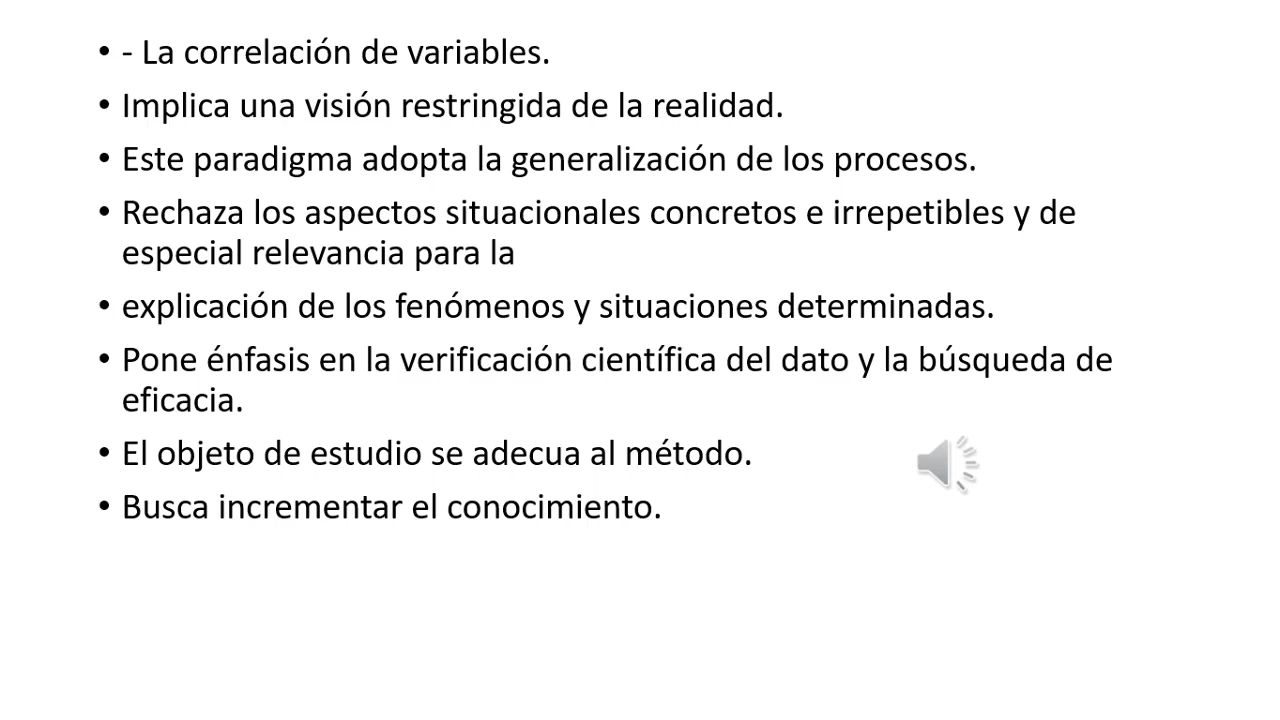 • - La correlación de variables.
• Implica una visión restringida de la realidad.
• Este paradigma adopta la generalización de los procesos.
• Rechaza los aspectos situacionales concretos e irrepetibles y de
especial relevancia para la
• explicación de los fenómenos y situaciones determinadas.
• Pone énfasis en la verificación científica del dato y la búsqueda de
eficacia.
• El objeto de estudio se adecua al método.
• Busca incrementar el conocimiento.